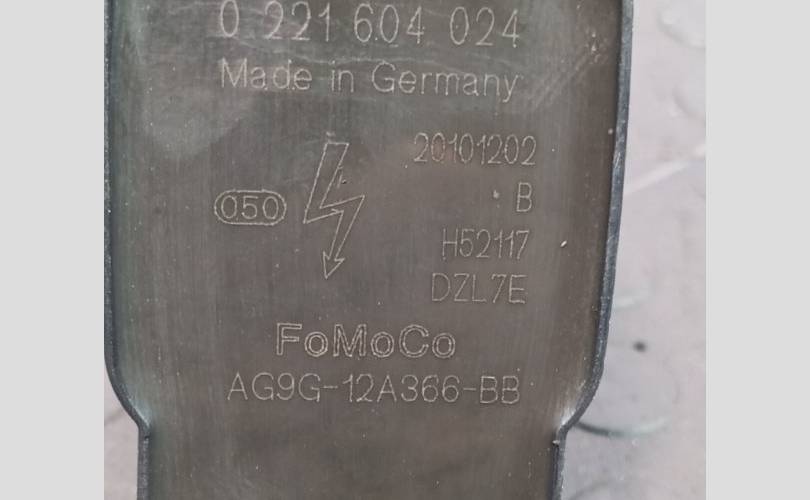 0 221 604 024
Made in Germany
20101202
050
B
H52117
DZL7E
FoMoCo
AG9G-12A366-BB